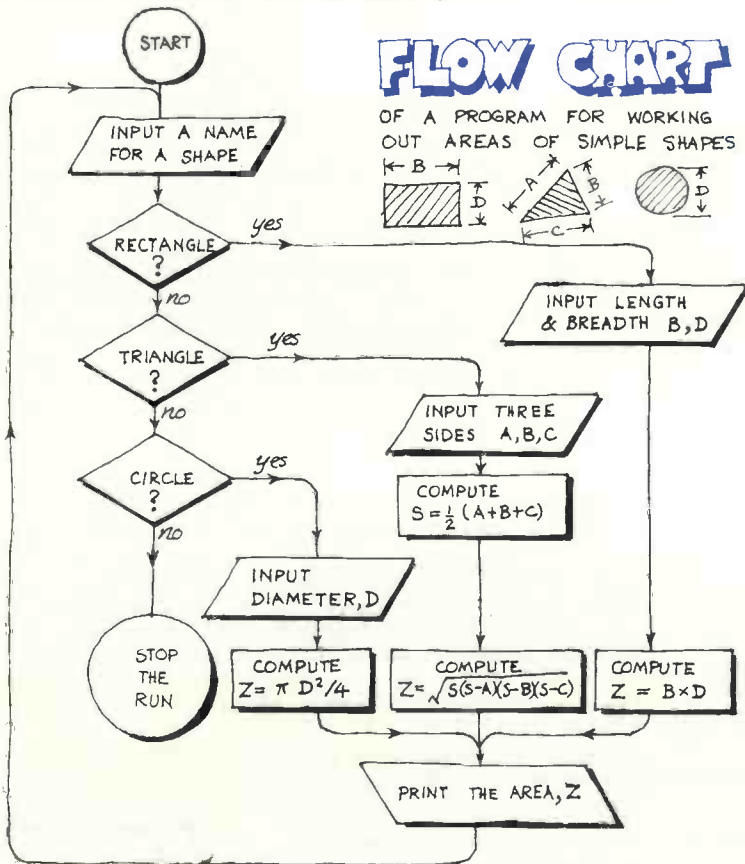 START
FLOW CHART
OF A PROGRAM FOR WORKING
OUT AREAS OF SIMPLE SHAPES
B
D
A
B
C
D
INPUT A NAME
FOR A SHAPE
RECTANGLE
?
yes
no
INPUT LENGTH
& BREADTH B, D
TRIANGLE
?
yes
no
INPUT THREE
SIDES A, B, C
CIRCLE
?
yes
no
COMPUTE
S = ½ (A+B+C)
INPUT
DIAMETER, D
STOP
THE
RUN
COMPUTE
Z = π D²/4
COMPUTE
Z = √S(S-A)(S-B)(S-C)
COMPUTE
Z = B×D
PRINT THE AREA, Z